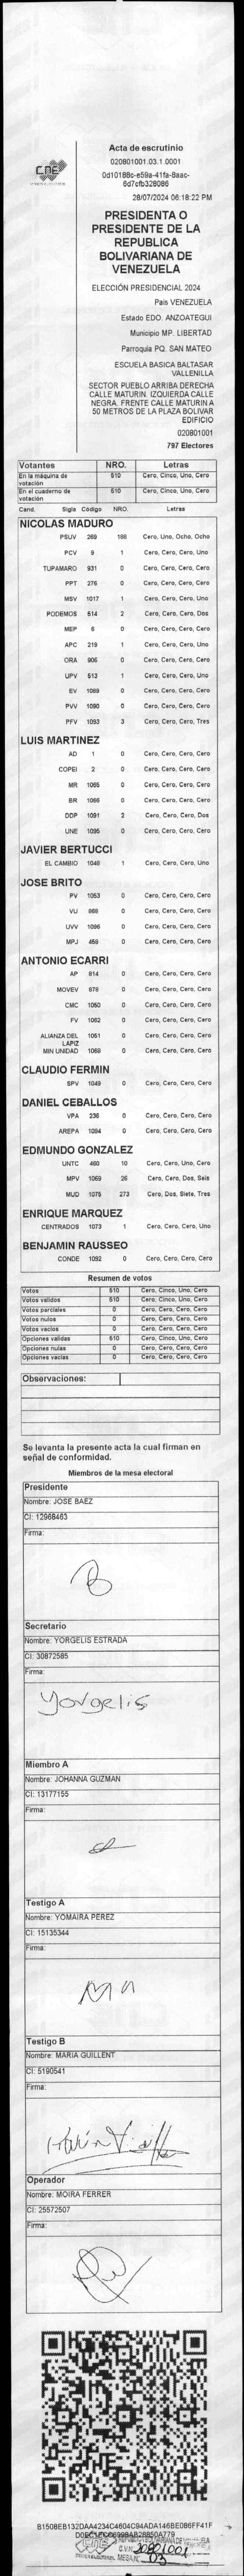 CNE
Acta de escrutinio
020801001.03.1.0001
0d10188c-e59a-41fa-8aac-
6d7cfb328086
28/07/2024 06:18:22 PM
PRESIDENTA O
PRESIDENTE DE LA
REPUBLICA
BOLIVARIANA DE
VENEZUELA
ELECCIÓN PRESIDENCIAL 2024
Pais VENEZUELA
Estado EDO. ANZOATEGUI
Municipio MP. LIBERTAD
Parroquia PQ. SAN MATEO
ESCUELA BASICA BALTASAR
VALLENILLA
SECTOR PUEBLO ARRIBA DERECHA
CALLE MATURIN. IZQUIERDA CALLE
NEGRA. FRENTE CALLE MATURIN A
50 METROS DE LA PLAZA BOLIVAR
EDIFICIO
020801001
797 Electores
Votantes NRO. Letras
En la máquina de votación 510 Cero, Cinco, Uno, Cero
En el cuaderno de votación 510 Cero, Cinco, Uno, Cero
Cand. Sigla Código NRO. Letras
NICOLAS MADURO
PSUV 269 188 Cero, Uno, Ocho, Ocho
PCV 9 1 Cero, Cero, Cero, Uno
TUPAMARO 931 0 Cero, Cero, Cero, Cero
PPT 276 0 Cero, Cero, Cero, Cero
MSV 1017 1 Cero, Cero, Cero, Uno
PODEMOS 514 2 Cero, Cero, Cero, Dos
MEP 6 0 Cero, Cero, Cero, Cero
APC 219 1 Cero, Cero, Cero, Uno
ORA 906 0 Cero, Cero, Cero, Cero
UPV 513 1 Cero, Cero, Cero, Uno
EV 1089 0 Cero, Cero, Cero, Cero
PVV 1090 0 Cero, Cero, Cero, Cero
PFV 1093 3 Cero, Cero, Cero, Tres
LUIS MARTINEZ
AD 1 0 Cero, Cero, Cero, Cero
COPEI 2 0 Cero, Cero, Cero, Cero
MR 1065 0 Cero, Cero, Cero, Cero
BR 1066 0 Cero, Cero, Cero, Cero
DDP 1091 2 Cero, Cero, Cero, Dos
UNE 1095 0 Cero, Cero, Cero, Cero
JAVIER BERTUCCI
EL CAMBIO 1048 1 Cero, Cero, Cero, Uno
JOSE BRITO
PV 1053 0 Cero, Cero, Cero, Cero
VU 868 0 Cero, Cero, Cero, Cero
UVV 1096 0 Cero, Cero, Cero, Cero
MPJ 458 0 Cero, Cero, Cero, Cero
ANTONIO ECARRI
AP 814 0 Cero, Cero, Cero, Cero
MOVEV 878 0 Cero, Cero, Cero, Cero
CMC 1050 0 Cero, Cero, Cero, Cero
FV 1062 0 Cero, Cero, Cero, Cero
ALIANZA DEL LAPIZ 1051 0 Cero, Cero, Cero, Cero
MIN UNIDAD 1068 0 Cero, Cero, Cero, Cero
CLAUDIO FERMIN
SPV 1049 0 Cero, Cero, Cero, Cero
DANIEL CEBALLOS
VPA 236 0 Cero, Cero, Cero, Cero
AREPA 1094 0 Cero, Cero, Cero, Cero
EDMUNDO GONZALEZ
UNTC 460 10 Cero, Cero, Uno, Cero
MPV 1069 26 Cero, Cero, Dos, Seis
MUD 1075 273 Cero, Dos, Siete, Tres
ENRIQUE MARQUEZ
CENTRADOS 1073 1 Cero, Cero, Cero, Uno
BENJAMIN RAUSSEO
CONDE 1092 0 Cero, Cero, Cero, Cero
Resumen de votos
Votos 510 Cero, Cinco, Uno, Cero
Votos validos 510 Cero, Cinco, Uno, Cero
Votos parciales 0 Cero, Cero, Cero, Cero
Votos nulos 0 Cero, Cero, Cero, Cero
Votos vacios 0 Cero, Cero, Cero, Cero
Opciones validas 510 Cero, Cinco, Uno, Cero
Opciones nulas 0 Cero, Cero, Cero, Cero
Opciones vacias 0 Cero, Cero, Cero, Cero
Observaciones:
Se levanta la presente acta la cual firman en
señal de conformidad.
Miembros de la mesa electoral
Presidente
Nombre: JOSE BAEZ
CI: 12968463
Firma:
Secretario
Nombre: YORGELIS ESTRADA
CI: 30872585
Firma:
Yorgelis
Miembro A
Nombre: JOHANNA GUZMAN
CI: 13177155
Firma:
Testigo A
Nombre: YOMAIRA PEREZ
CI: 15135344
Firma:
Testigo B
Nombre: MARIA GUILLENT
CI: 5190541
Firma:
Operador
Nombre: MOIRA FERRER
CI: 25572507
Firma:
B1508EB132DAA4234C4604C94ADA146BE086FF41F
CNE
C.V.N. 20801001
MESA N. 03